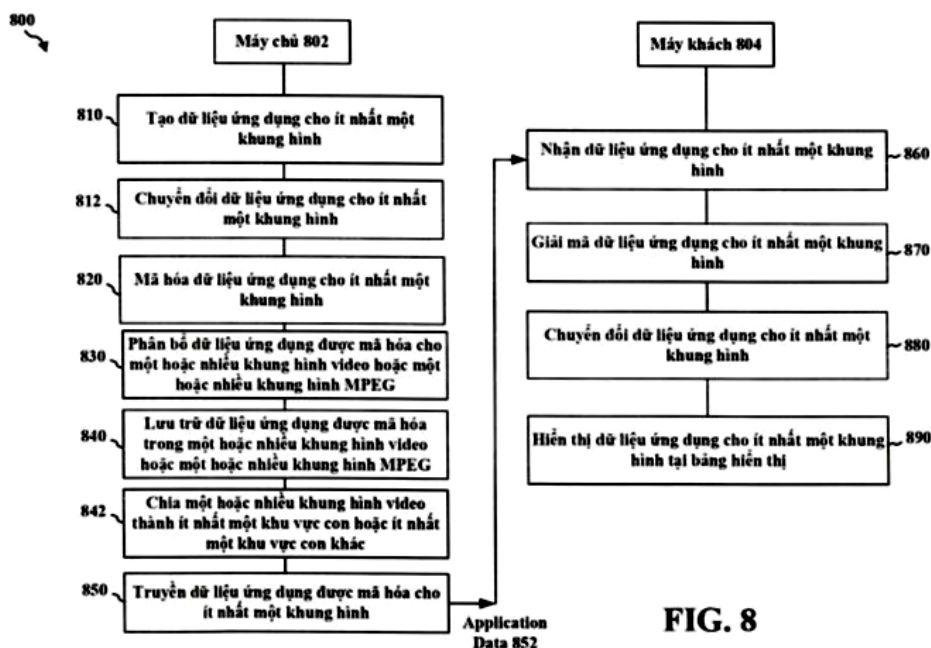 800
Máy chủ 802
810
Tạo dữ liệu ứng dụng cho ít nhất một
khung hình
812
Chuyển đổi dữ liệu ứng dụng cho ít nhất
một khung hình
820
Mã hóa dữ liệu ứng dụng cho ít nhất một
khung hình
830
Phân bổ dữ liệu ứng dụng được mã hóa cho
một hoặc nhiều khung hình video hoặc một
hoặc nhiều khung hình MPEG
840
Lưu trữ dữ liệu ứng dụng được mã hóa
trong một hoặc nhiều khung hình video
hoặc một hoặc nhiều khung hình MPEG
842
Chia một hoặc nhiều khung hình video
thành ít nhất một khu vực con hoặc ít nhất
một khu vực con khác
850
Truyền dữ liệu ứng dụng được mã hóa cho
ít nhất một khung hình
Application
Data 852
Máy khách 804
Nhận dữ liệu ứng dụng cho ít nhất một khung
hình
860
Giải mã dữ liệu ứng dụng cho ít nhất một khung
hình
870
Chuyển đổi dữ liệu ứng dụng cho ít nhất một
khung hình
880
Hiển thị dữ liệu ứng dụng cho ít nhất một khung
hình tại bảng hiển thị
890
FIG. 8